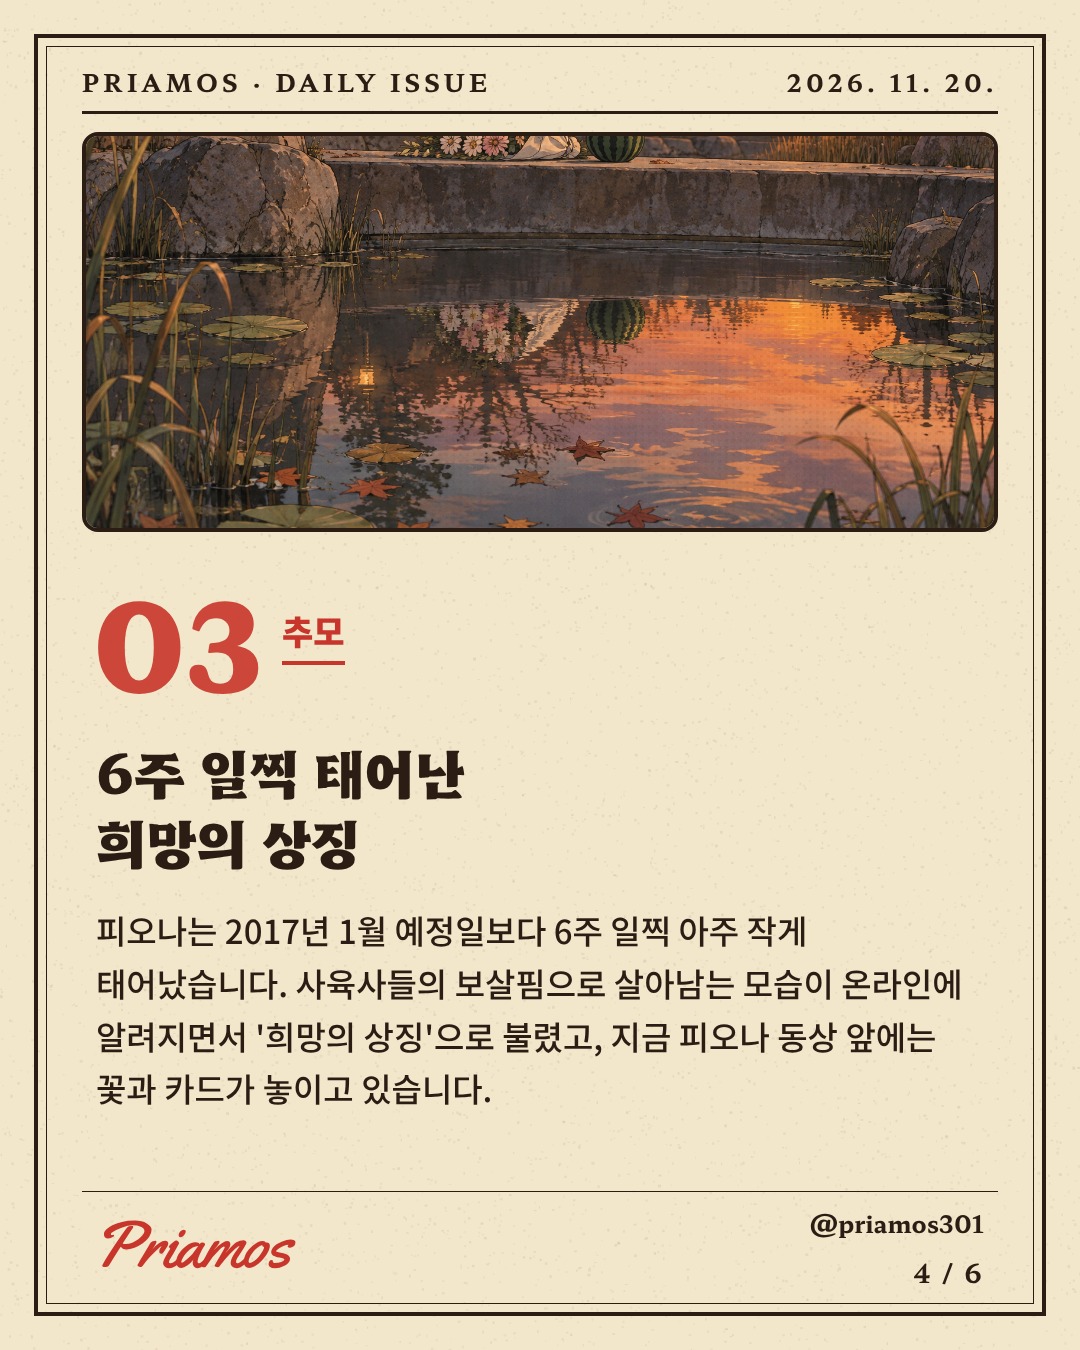 PRIAMOS · DAILY ISSUE
2026. 11. 20.
03
추모
6주 일찍 태어난
희망의 상징
피오나는 2017년 1월 예정일보다 6주 일찍 아주 작게
태어났습니다. 사육사들의 보살핌으로 살아남는 모습이 온라인에
알려지면서 '희망의 상징'으로 불렸고, 지금 피오나 동상 앞에는
꽃과 카드가 놓이고 있습니다.
Priamos
@priamos301
4 / 6